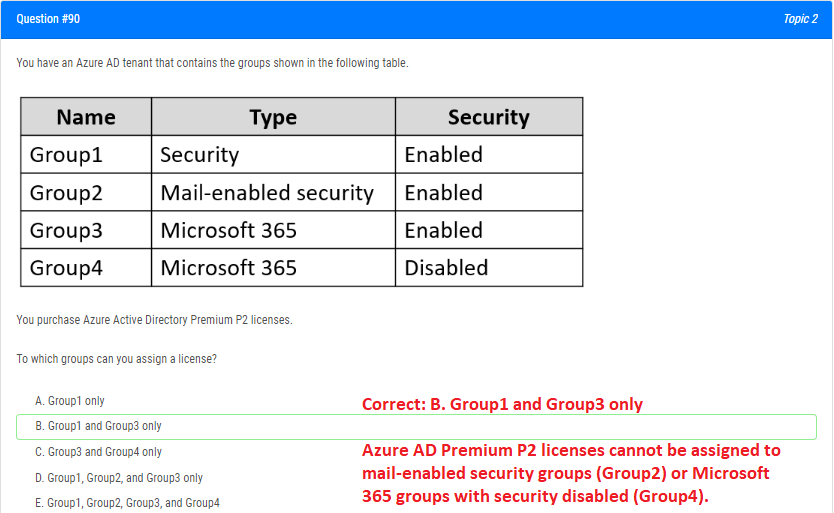 Question #90 Topic 2
You have an Azure AD tenant that contains the groups shown in the following table.
Name Type Security
Group1 Security Enabled
Group2 Mail-enabled security Enabled
Group3 Microsoft 365 Enabled
Group4 Microsoft 365 Disabled
You purchase Azure Active Directory Premium P2 licenses.
To which groups can you assign a license?
A. Group1 only
Correct: B. Group1 and Group3 only
B. Group1 and Group3 only
C. Group3 and Group4 only
D. Group1, Group2, and Group3 only
E. Group1, Group2, Group3, and Group4
Azure AD Premium P2 licenses cannot be assigned to
mail-enabled security groups (Group2) or Microsoft
365 groups with security disabled (Group4).